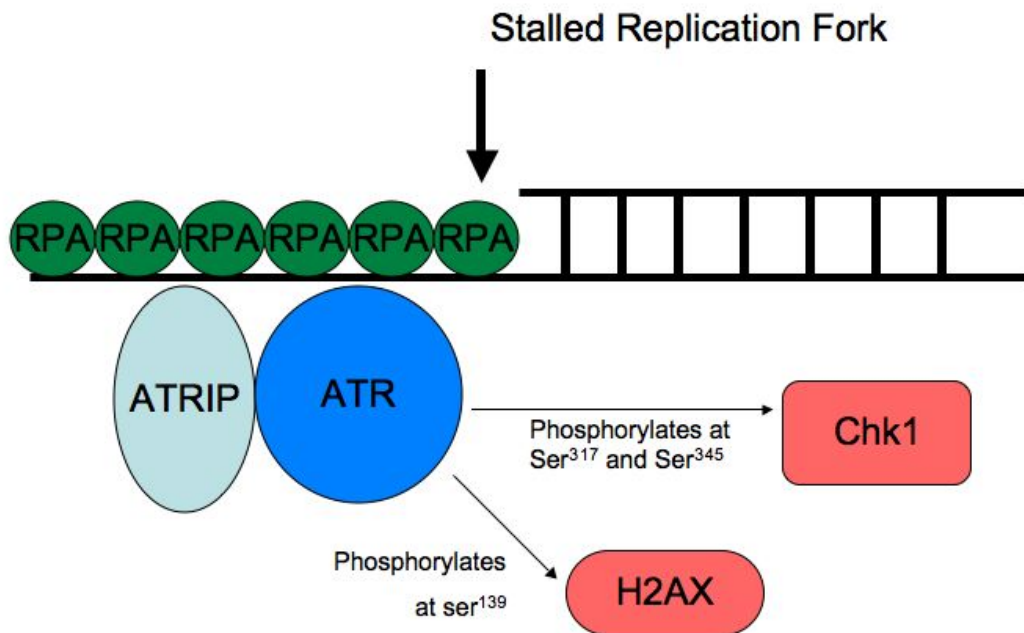 Stalled Replication Fork
RPA RPA RPA RPA RPA RPA
ATRIP
ATR
Phosphorylates at
Ser³¹⁷ and Ser³⁴⁵
Chk1
Phosphorylates
at ser¹³⁹
H2AX